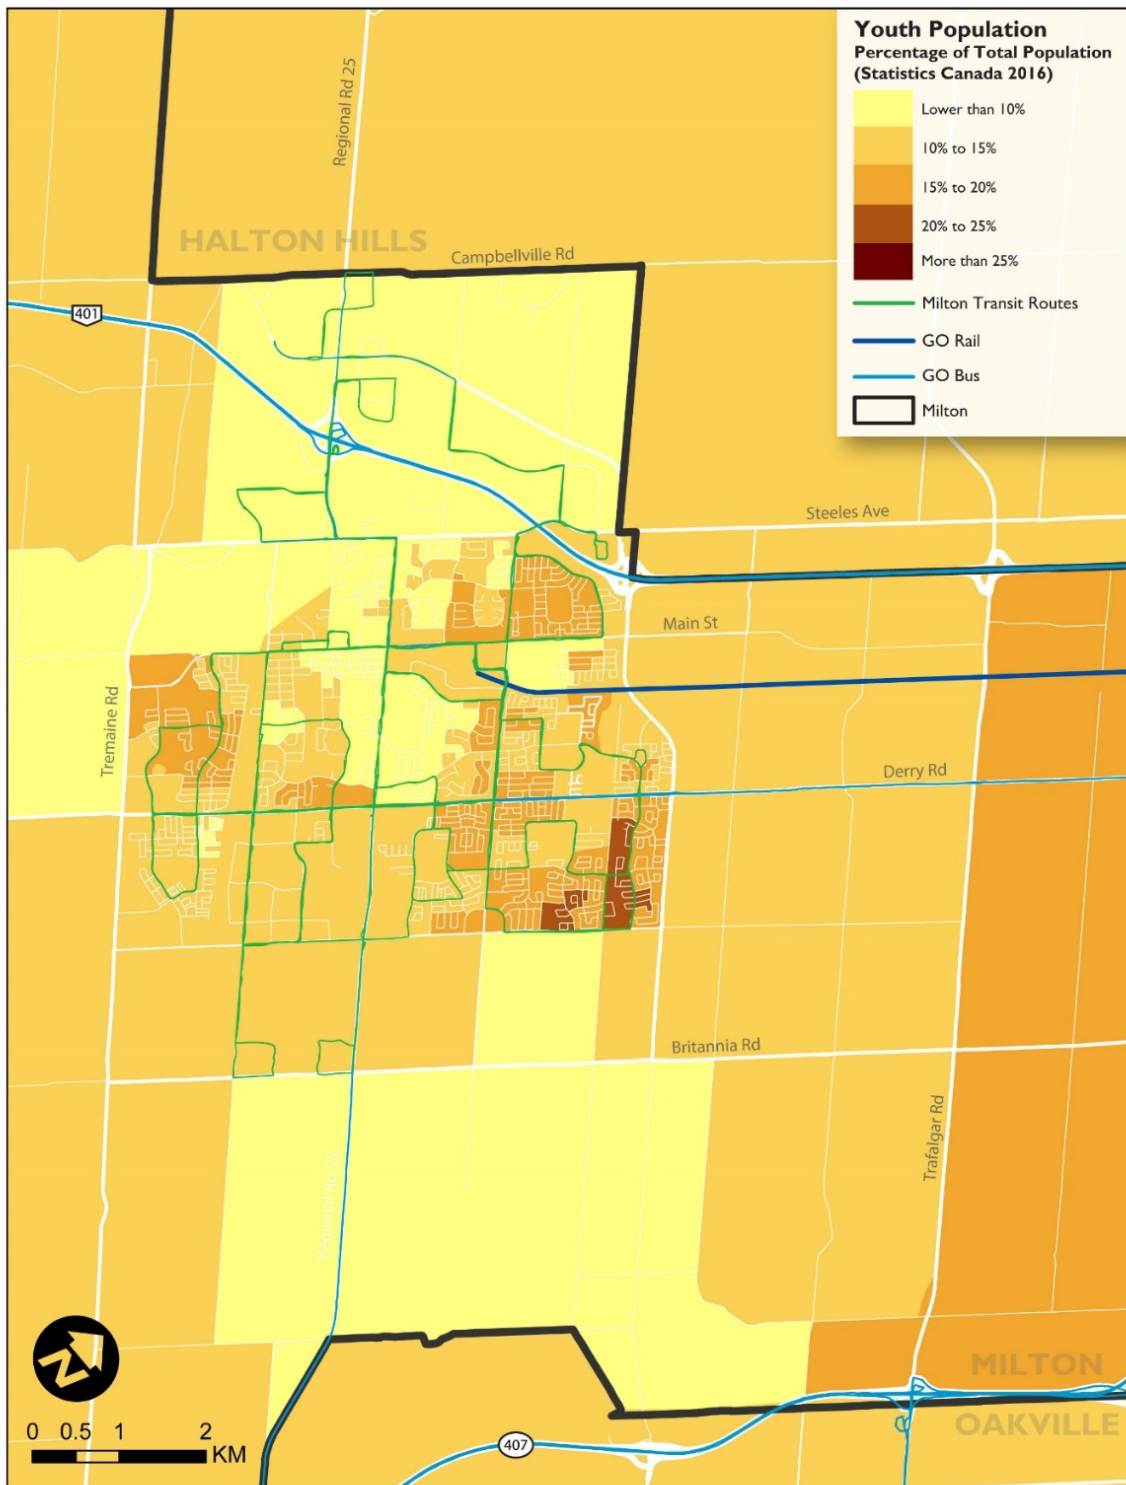 Youth Population
Percentage of Total Population
(Statistics Canada 2016)
Lower than 10%
10% to 15%
15% to 20%
20% to 25%
More than 25%
Milton Transit Routes
GO Rail
GO Bus
Milton
Regional Rd 25
HALTON HILLS
Campbellville Rd
401
Steeles Ave
Main St
Tremaine Rd
Derry Rd
Britannia Rd
Trafalgar Rd
Regional Rd 25
N
MILTON
OAKVILLE
0 0.5 1 2
KM
407